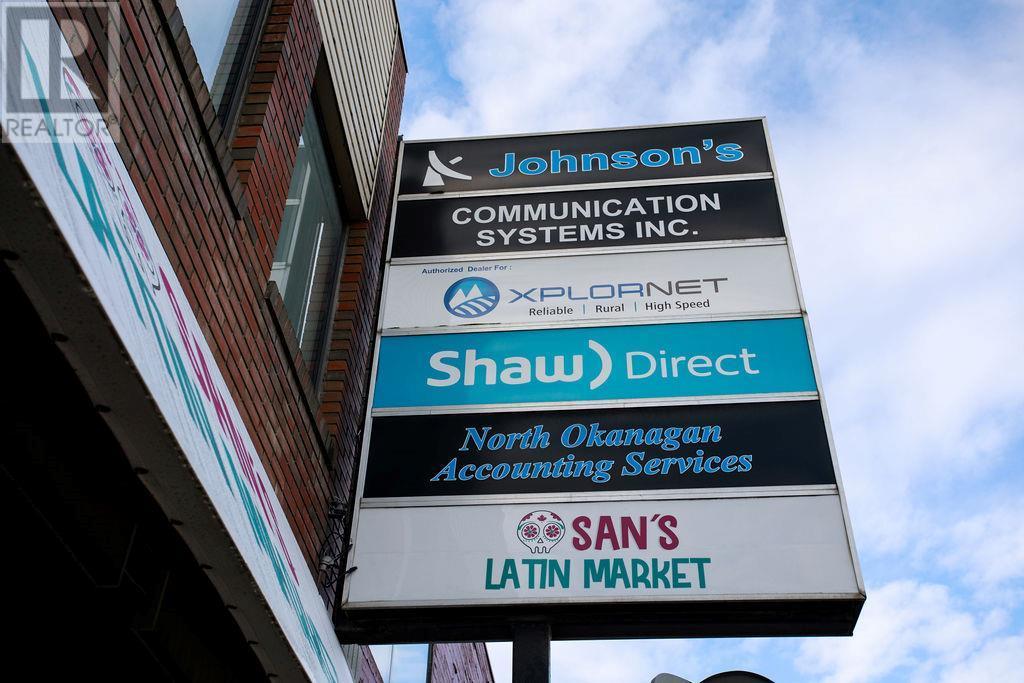 REALTOR
Johnson's
COMMUNICATION
SYSTEMS INC.
Authorized Dealer For :
XPLORNET
Reliable | Rural | High Speed
Shaw) Direct
North Okanagan
Accounting Services
SAN'S
LATIN MARKET